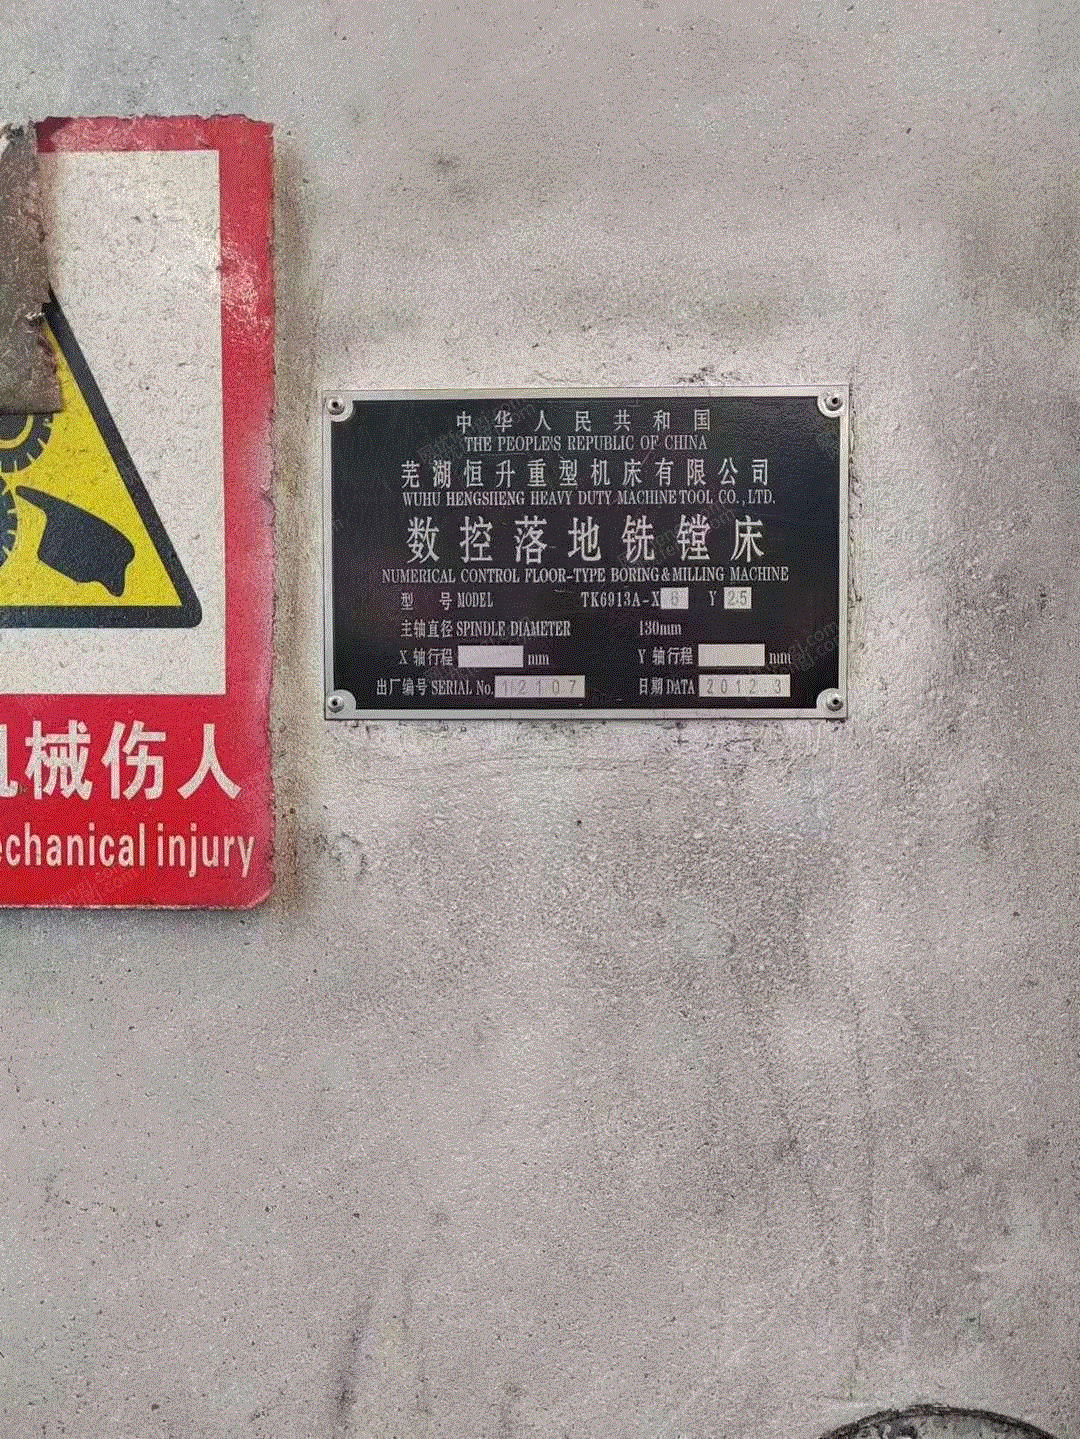 中华人民共和国
THE PEOPLE'S REPUBLIC OF CHINA
芜湖恒升重型机床有限公司
WUHU HENGSHENG HEAVY DUTY MACHINE TOOL CO., LTD.
数控落地铣镗床
NUMERICAL CONTROL FLOOR-TYPE BORING & MILLING MACHINE
型 号 MODEL TK6913A-X 6 Y 25
主轴直径 SPINDLE DIAMETER 130mm
X 轴行程 mm Y 轴行程 mm
出厂编号 SERIAL No. 12107 日期 DATA 2012.3
机械伤人
echanical injury